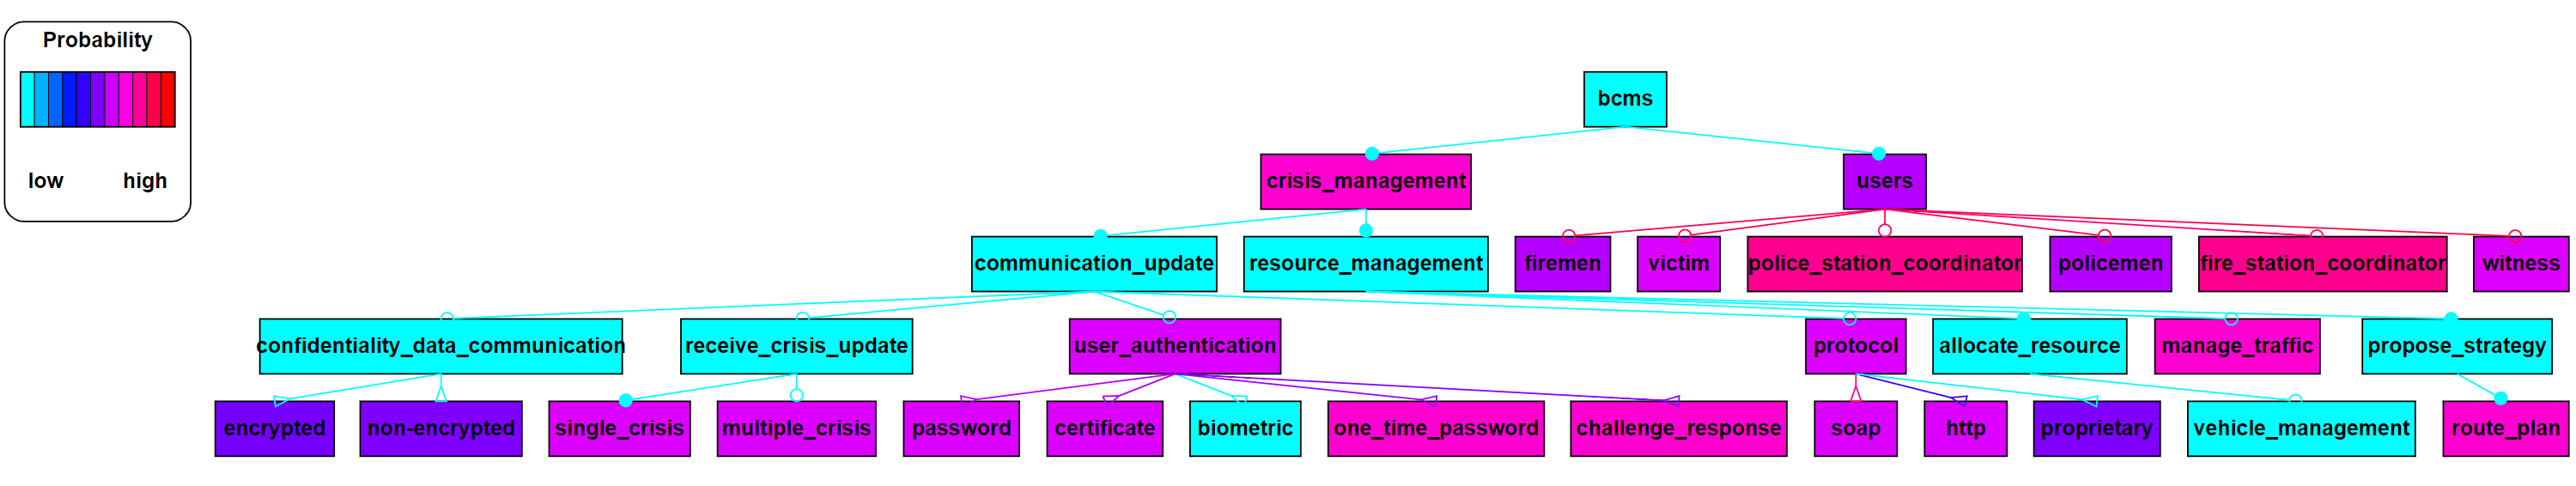 Probability
low high
bcms
crisis_management users
communication_update resource_management firemen victim police_station_coordinator policemen fire_station_coordinator witness
confidentiality_data_communication receive_crisis_update user_authentication protocol allocate_resource manage_traffic propose_strategy
encrypted non-encrypted single_crisis multiple_crisis password certificate biometric one_time_password challenge_response soap http proprietary vehicle_management route_plan